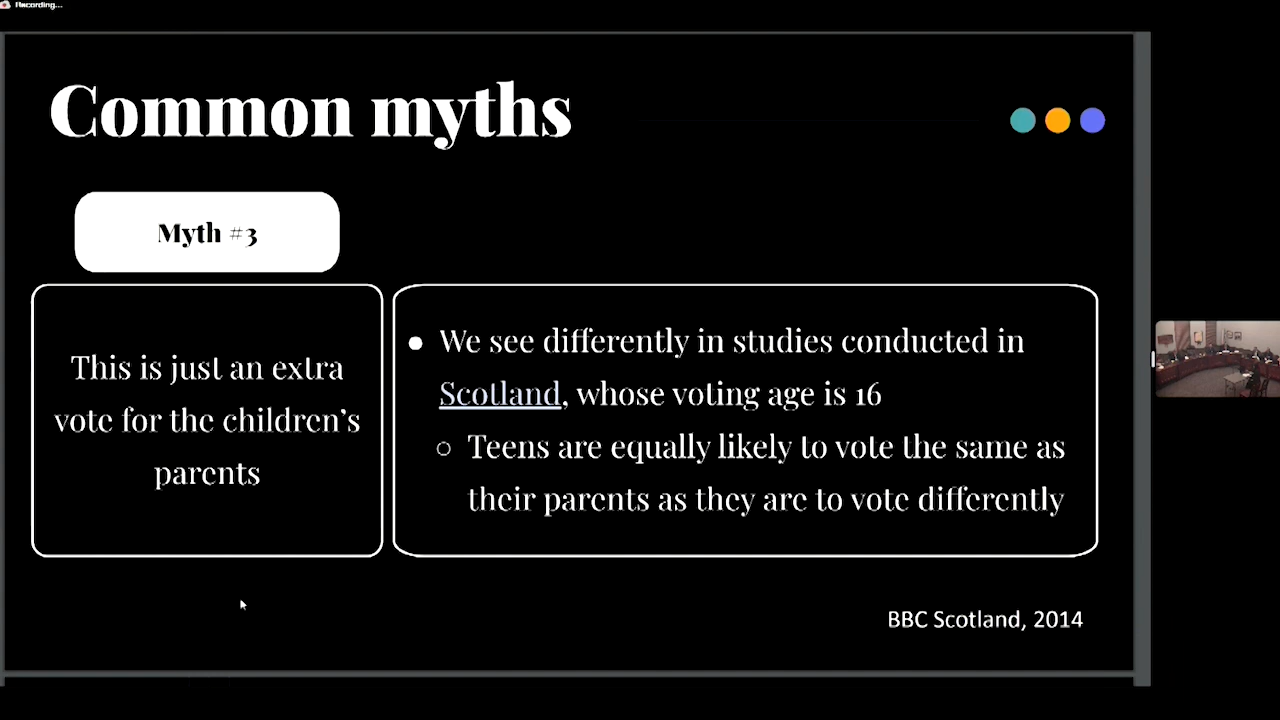 Recording...
Common myths
Myth #3
This is just an extra
vote for the children's
parents
● We see differently in studies conducted in
Scotland, whose voting age is 16
○ Teens are equally likely to vote the same as
their parents as they are to vote differently
BBC Scotland, 2014